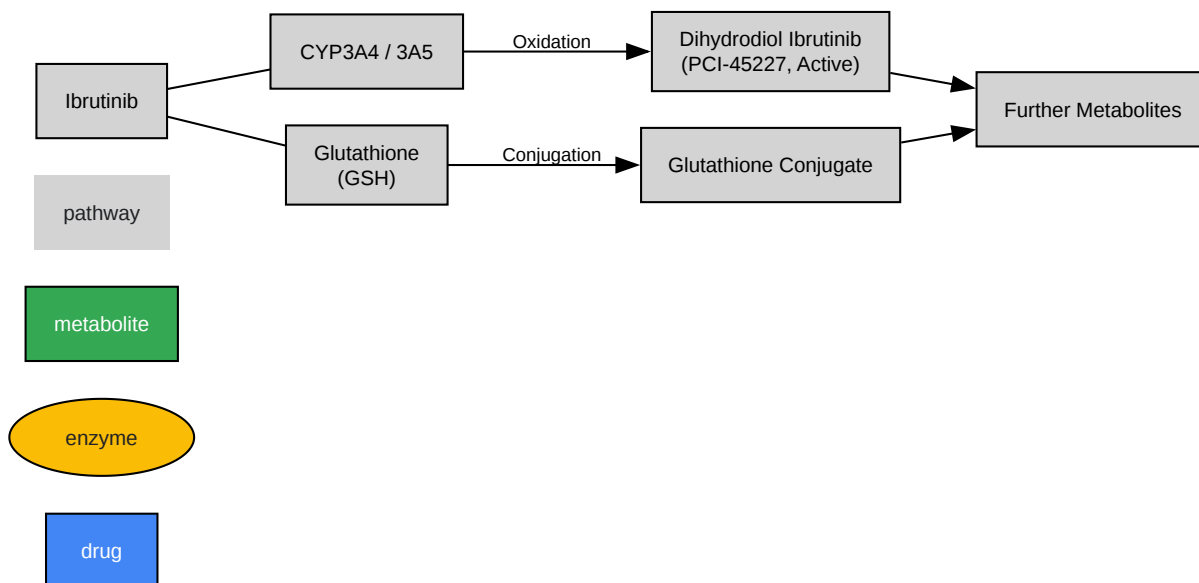 Ibrutinib
CYP3A4 / 3A5
Oxidation
Dihydrodiol Ibrutinib
(PCI-45227, Active)
Further Metabolites
Glutathione
(GSH)
Conjugation
Glutathione Conjugate
pathway
metabolite
enzyme
drug